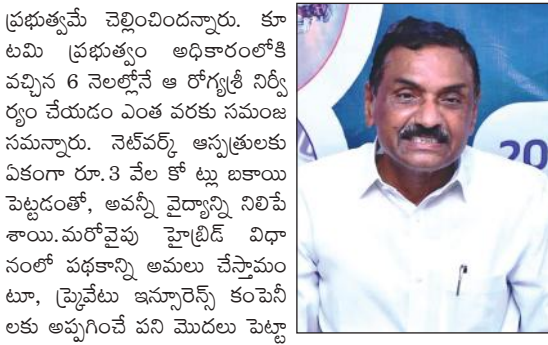 ప్రభుత్వమే చెల్లించిందన్నారు. కూ
టమి ప్రభుత్వం అధికారంలోకి
వచ్చిన 6 నెలల్లోనే ఆ రోగ్యశ్రీ నిర్వీ
ర్యం చేయడం ఎంత వరకు సమంజ
సమన్నారు. నెట్‌వర్క్ ఆస్పత్రులకు
ఏకంగా రూ.3 వేల కో ట్లు బకాయి
పెట్టడంతో, అవన్నీ వైద్యాన్ని నిలిపే
శాయి.మరోవైపు హైబ్రిడ్ విధా
నంలో పథకాన్ని అమలు చేస్తామం
టూ, ప్రైవేటు ఇన్సూరెన్స్ కంపెనీ
లకు అప్పగించే పని మొదలు పెట్టా
20